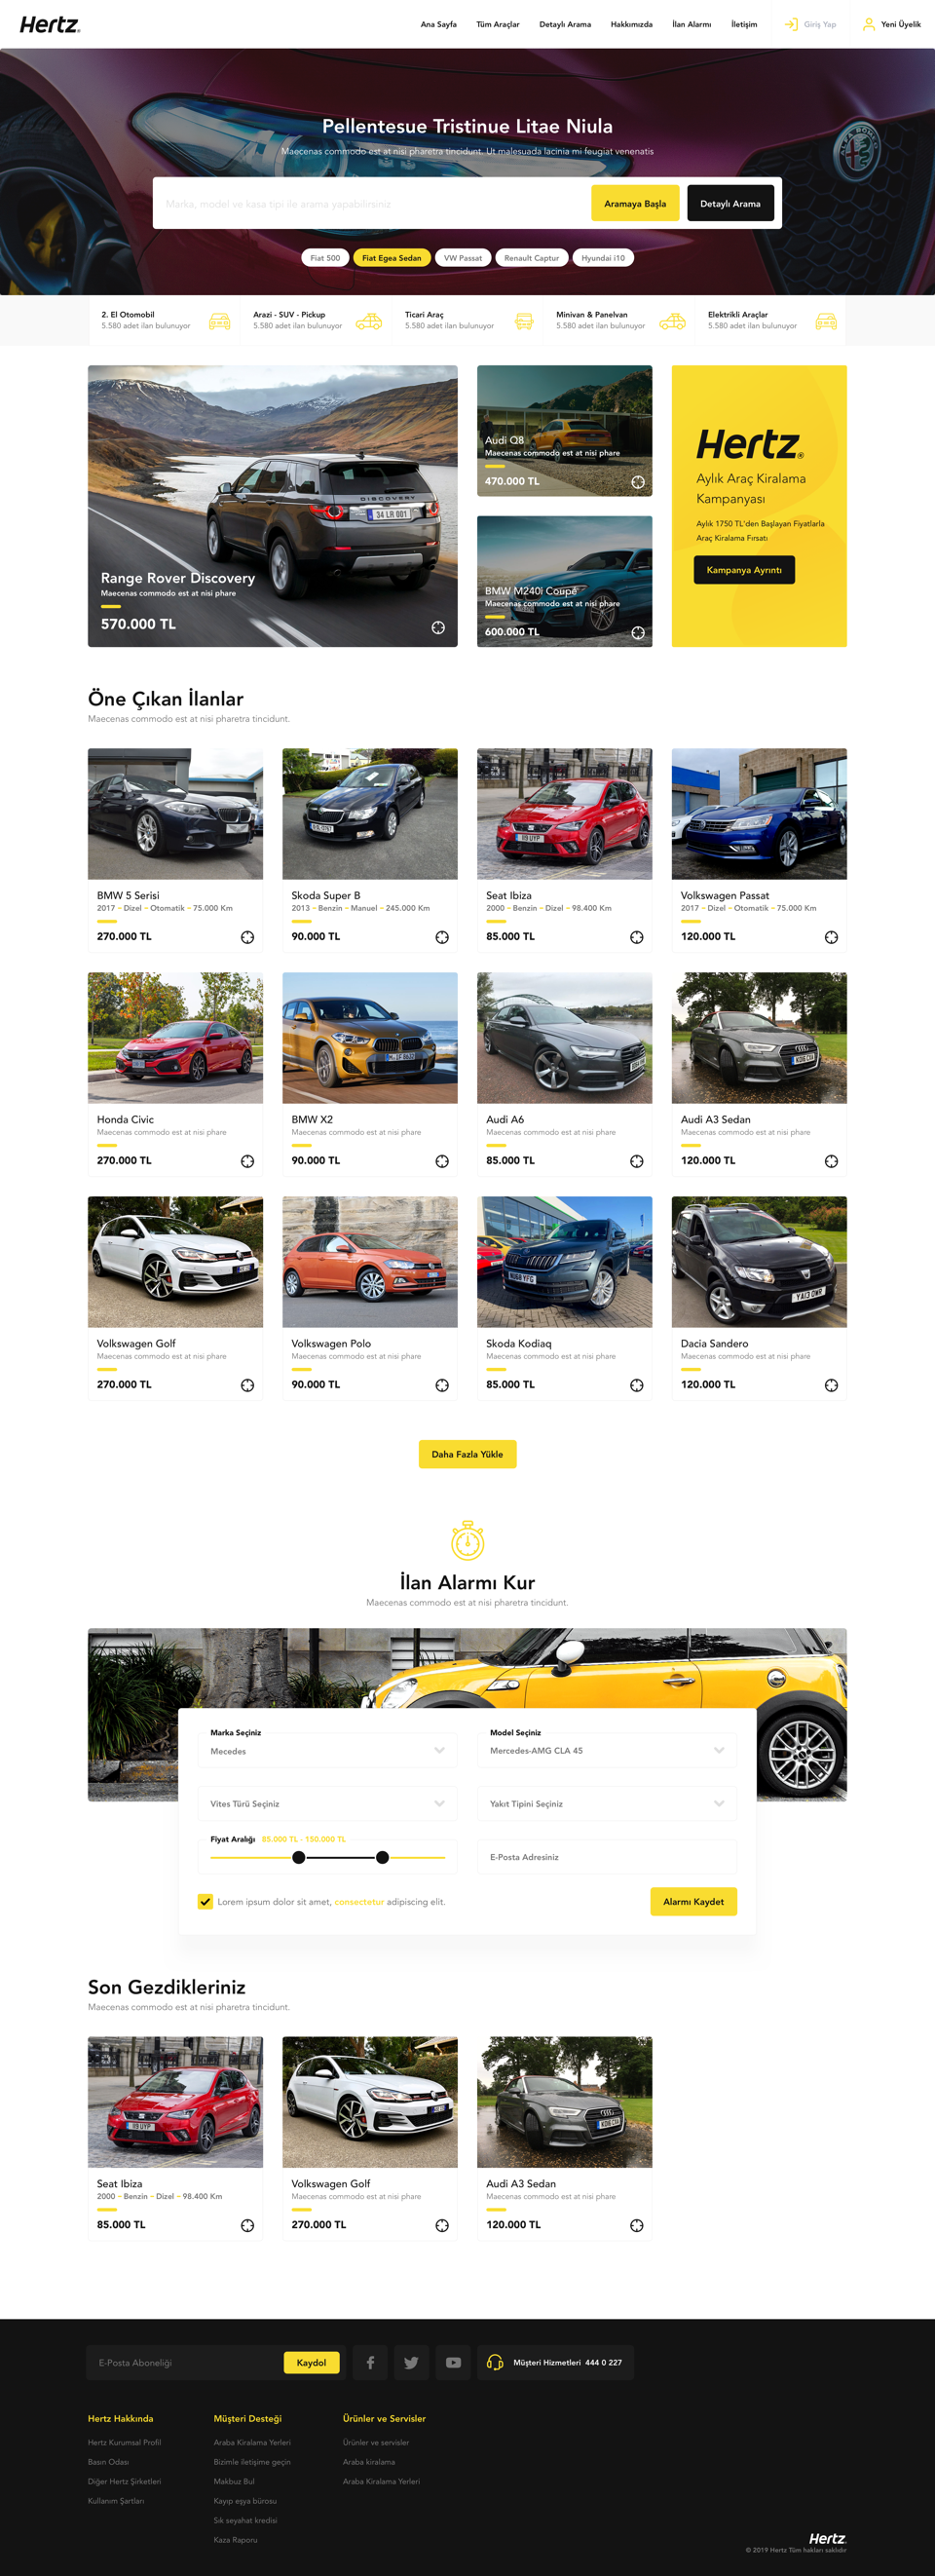 Hertz.
Ana Sayfa
Tüm Araçlar
Detaylı Arama
Hakkımızda
İlan Alarmı
İletişim
Giriş Yap
Yeni Üyelik
Pellentesue Tristinue Litae Niula
Maecenas commodo est at nisi pharetra tincidunt. Ut malesuada lacinia mi feugiat venenatis
Marka, model ve kasa tipi ile arama yapabilirsiniz
Aramaya Başla
Detaylı Arama
Fiat 500
Fiat Egea Sedan
VW Passat
Renault Captur
Hyundai i10
2. El Otomobil
5.580 adet ilan bulunuyor
Arazi - SUV - Pickup
5.580 adet ilan bulunuyor
Ticari Araç
5.580 adet ilan bulunuyor
Minivan & Panelvan
5.580 adet ilan bulunuyor
Elektrikli Araçlar
5.580 adet ilan bulunuyor
DISCOVERY
34 LR 001
Range Rover Discovery
Maecenas commodo est at nisi phare
570.000 TL
Audi Q8
Maecenas commodo est at nisi phare
470.000 TL
BMW M240i Coupe
Maecenas commodo est at nisi phare
600.000 TL
Hertz®
Aylık Araç Kiralama
Kampanyası
Aylık 1750 TL'den Başlayan Fiyatlarla
Araç Kiralama Fırsatı
Kampanya Ayrıntı
Öne Çıkan İlanlar
Maecenas commodo est at nisi pharetra tincidunt.
BMW 5 Serisi
2017 – Dizel – Otomatik – 75.000 Km
270.000 TL
Skoda Super B
2013 – Benzin – Manuel – 245.000 Km
90.000 TL
Seat Ibiza
2000 – Benzin – Dizel – 98.400 Km
85.000 TL
Volkswagen Passat
2017 – Dizel – Otomatik – 75.000 Km
120.000 TL
Honda Civic
Maecenas commodo est at nisi phare
270.000 TL
BMW X2
Maecenas commodo est at nisi phare
90.000 TL
Audi A6
Maecenas commodo est at nisi phare
85.000 TL
Audi A3 Sedan
Maecenas commodo est at nisi phare
120.000 TL
NU68 YFG
YA13 OWR
Volkswagen Golf
Maecenas commodo est at nisi phare
270.000 TL
Volkswagen Polo
Maecenas commodo est at nisi phare
90.000 TL
Skoda Kodiaq
Maecenas commodo est at nisi phare
85.000 TL
Dacia Sandero
Maecenas commodo est at nisi phare
120.000 TL
Daha Fazla Yükle
İlan Alarmı Kur
Maecenas commodo est at nisi pharetra tincidunt.
Marka Seçiniz
Mecedes
Model Seçiniz
Mercedes-AMG CLA 45
Vites Türü Seçiniz
Yakıt Tipini Seçiniz
Fiyat Aralığı 85.000 TL - 150.000 TL
E-Posta Adresiniz
Lorem ipsum dolor sit amet, consectetur adipiscing elit.
Alarmı Kaydet
Son Gezdikleriniz
Maecenas commodo est at nisi pharetra tincidunt.
Seat Ibiza
2000 – Benzin – Dizel – 98.400 Km
85.000 TL
Volkswagen Golf
Maecenas commodo est at nisi phare
270.000 TL
Audi A3 Sedan
Maecenas commodo est at nisi phare
120.000 TL
E-Posta Aboneliği
Kaydol
Müşteri Hizmetleri 444 0 227
Hertz Hakkında
Hertz Kurumsal Profil
Basın Odası
Diğer Hertz Şirketleri
Kullanım Şartları
Müşteri Desteği
Araba Kiralama Yerleri
Bizimle iletişime geçin
Makbuz Bul
Kayıp eşya bürosu
Sık seyahat kredisi
Kaza Raporu
Ürünler ve Servisler
Ürünler ve servisler
Araba kiralama
Araba Kiralama Yerleri
Hertz.
© 2019 Hertz Tüm hakları saklıdır